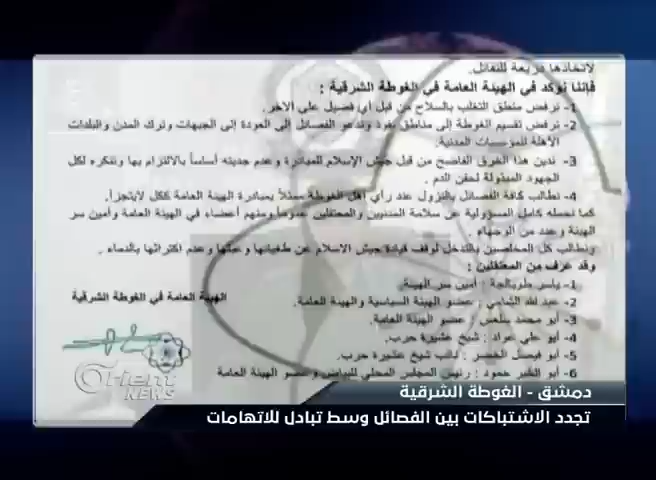 لاتخاذها ذريعة للتقاتل.
فإننا نؤكد في الهيئة العامة في الغوطة الشرقية :
1- نرفض منطق التغلب بالسلاح من قبل أي فصيل على الآخر.
2- نرفض تقسيم الغوطة إلى مناطق نفوذ وندعو الفصائل إلى العودة إلى الجبهات وترك المدن والبلدات
الآهلة للمؤسسات المدنية.
3- ندين هذا الخرق الفاضح من قبل جيش الإسلام للمبادرة وعدم جديته أساساً بالالتزام بها وتنكره لكل
الجهود المبذولة لحقن الدم .
4- نطالب كافة الفصائل بالنزول عند رأي أهل الغوطة ممثلاً بمبادرة الهيئة العامة ككل لايتجزأ.
كما نحمله كامل المسؤولية عن سلامة المدنيين والمعتقلين عموماً ومنهم أعضاء في الهيئة العامة وأمين سر
الهيئة وعدد من الوجهاء .
ونطالب كل المخلصين بالتدخل لوقف قيادة جيش الاسلام عن طغيانها وعدم اكتراثها بالدماء .
وقد عرف من المعتقلين :
1- ياسر طوبالجة : أمين سر الهيئة.
2- عبد الله الشامي : عضو الهيئة السياسية والهيئة العامة.
الهيئة العامة في الغوطة الشرقية
3- أبو محمد : عضو الهيئة العامة.
4- أبو علي عواد : شيخ عشيرة حرب.
5- أبو فيصل الخضر : نائب شيخ عشيرة حرب.
6- أبو الخير حمود : رئيس المجلس المحلي وعضو الهيئة العامة
Orient
NEWS
دمشق - الغوطة الشرقية
تجدد الاشتباكات بين الفصائل وسط تبادل للاتهامات